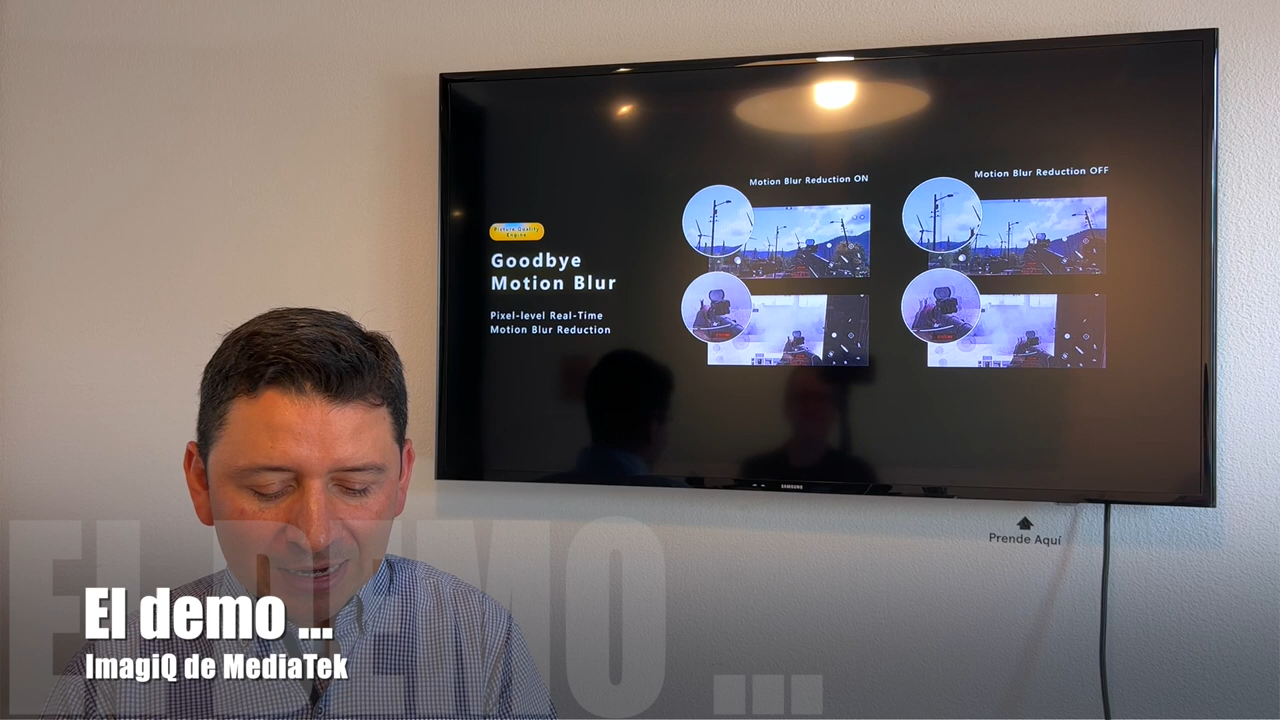 Motion Blur Reduction ON
Motion Blur Reduction OFF
Picture Quality
Engine
Goodbye
Motion Blur
Pixel-level Real-Time
Motion Blur Reduction
SAMSUNG
Prende Aquí
EL DEMO ...
El demo ...
ImagiQ de MediaTek